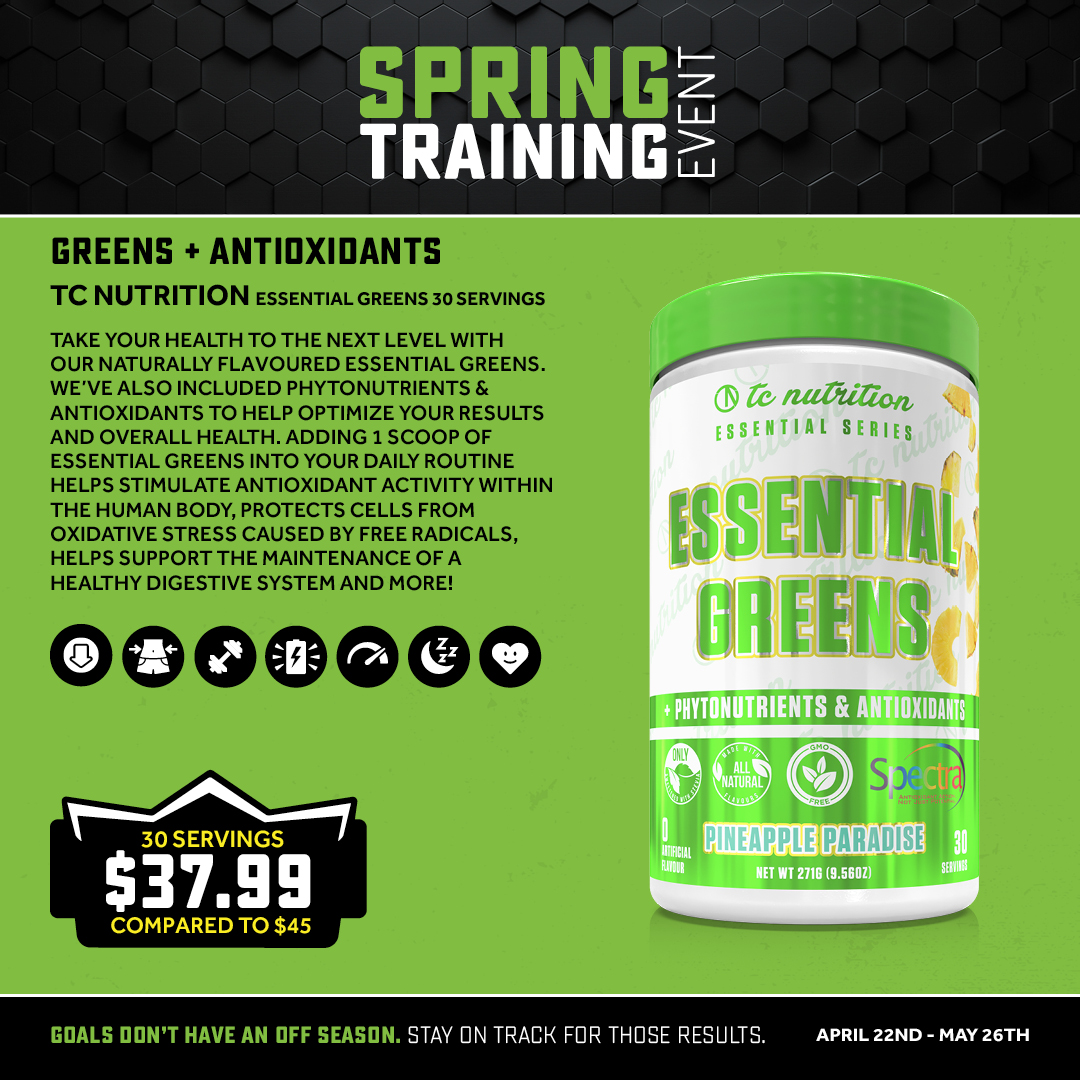 SPRING
TRAINING
EVENT
GREENS + ANTIOXIDANTS
TC NUTRITION ESSENTIAL GREENS 30 SERVINGS
TAKE YOUR HEALTH TO THE NEXT LEVEL WITH
OUR NATURALLY FLAVOURED ESSENTIAL GREENS.
WE'VE ALSO INCLUDED PHYTONUTRIENTS &
ANTIOXIDANTS TO HELP OPTIMIZE YOUR RESULTS
AND OVERALL HEALTH. ADDING 1 SCOOP OF
ESSENTIAL GREENS INTO YOUR DAILY ROUTINE
HELPS STIMULATE ANTIOXIDANT ACTIVITY WITHIN
THE HUMAN BODY, PROTECTS CELLS FROM
OXIDATIVE STRESS CAUSED BY FREE RADICALS,
HELPS SUPPORT THE MAINTENANCE OF A
HEALTHY DIGESTIVE SYSTEM AND MORE!
Z Z Z Z
30 SERVINGS
$37.99
COMPARED TO $45
tc nutrition
ESSENTIAL SERIES
ESSENTIAL
GREENS
+ PHYTONUTRIENTS & ANTIOXIDANTS
ONLY
MADE WITH
ALL
NATURAL
FLAVOURS
GMO
FREE
Spectra
0
ARTIFICIAL
FLAVOUR
PINEAPPLE PARADISE
NET WT 271G (9.56OZ)
30
SERVINGS
GOALS DON'T HAVE AN OFF SEASON. STAY ON TRACK FOR THOSE RESULTS.
APRIL 22ND - MAY 26TH